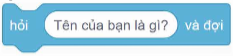 hỏi Tên của bạn là gì? và đợi